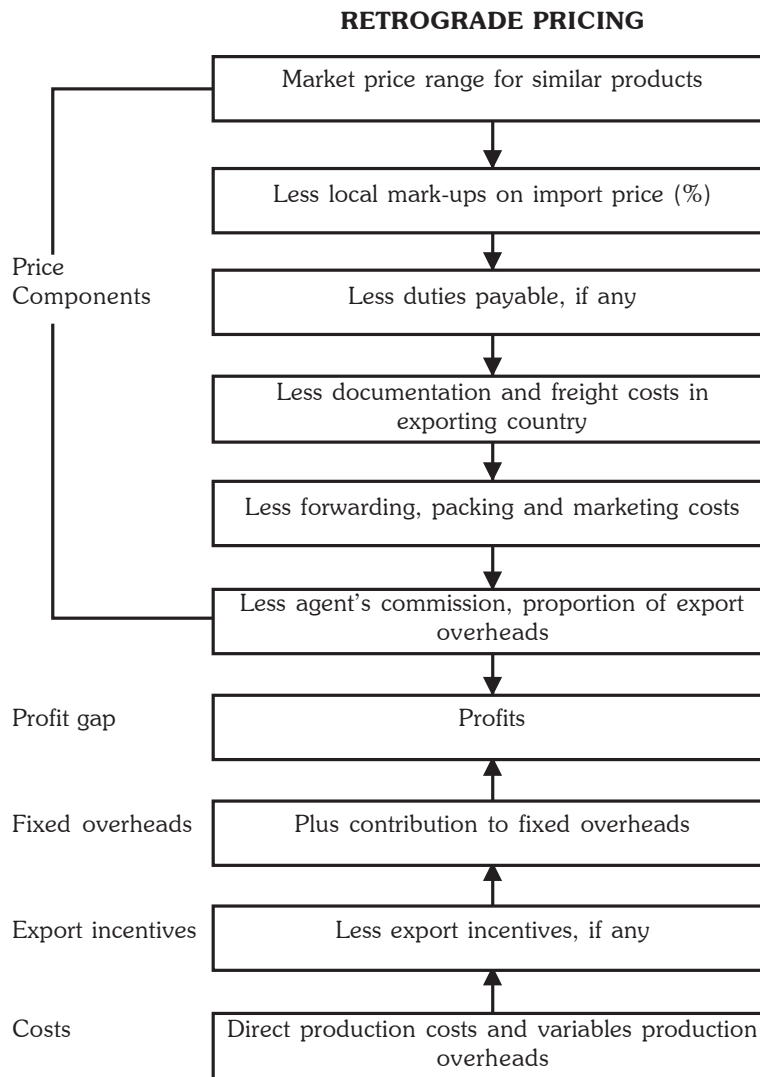 RETROGRADE PRICING
Market price range for similar products
Less local mark-ups on import price (%)
Price
Components
Less duties payable, if any
Less documentation and freight costs in
exporting country
Less forwarding, packing and marketing costs
Less agent's commission, proportion of export
overheads
Profit gap
Profits
Fixed overheads
Plus contribution to fixed overheads
Export incentives
Less export incentives, if any
Costs
Direct production costs and variables production
overheads